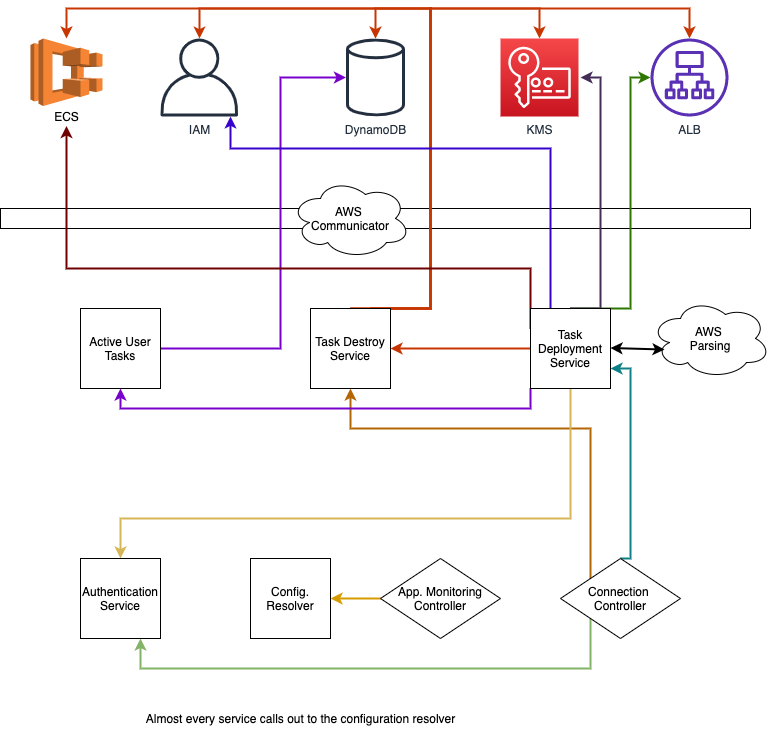 ECS
IAM
DynamoDB
KMS
ALB
AWS
Communicator
Active User
Tasks
Task Destroy
Service
Task
Deployment
Service
AWS
Parsing
Authentication
Service
Config.
Resolver
App. Monitoring
Controller
Connection
Controller
Almost every service calls out to the configuration resolver